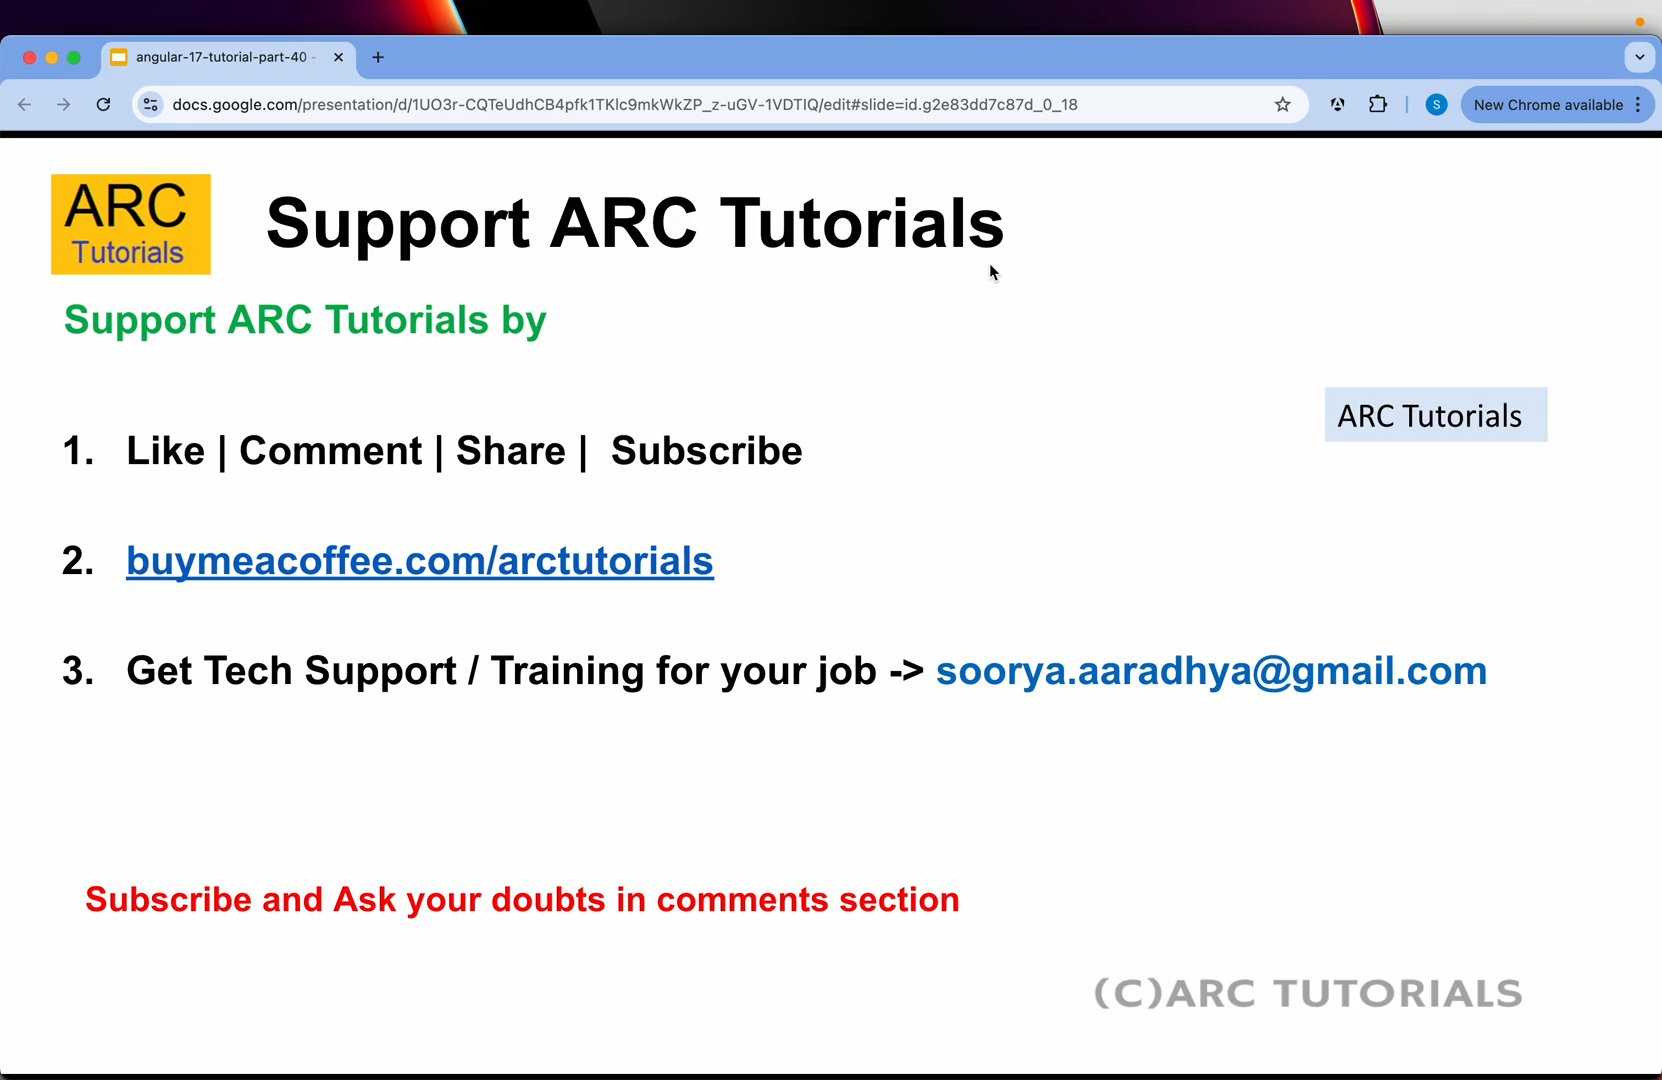 angular-17-tutorial-part-40 -
docs.google.com/presentation/d/1UO3r-CQTeUdhCB4pfk1TKlc9mkWkZP_z-uGV-1VDTIQ/edit#slide=id.g2e83dd7c87d_0_18
S
New Chrome available
ARC
Tutorials
Support ARC Tutorials
Support ARC Tutorials by
ARC Tutorials
1. Like | Comment | Share | Subscribe
2. buymeacoffee.com/arctutorials
3. Get Tech Support / Training for your job -> soorya.aaradhya@gmail.com
Subscribe and Ask your doubts in comments section
(C)ARC TUTORIALS